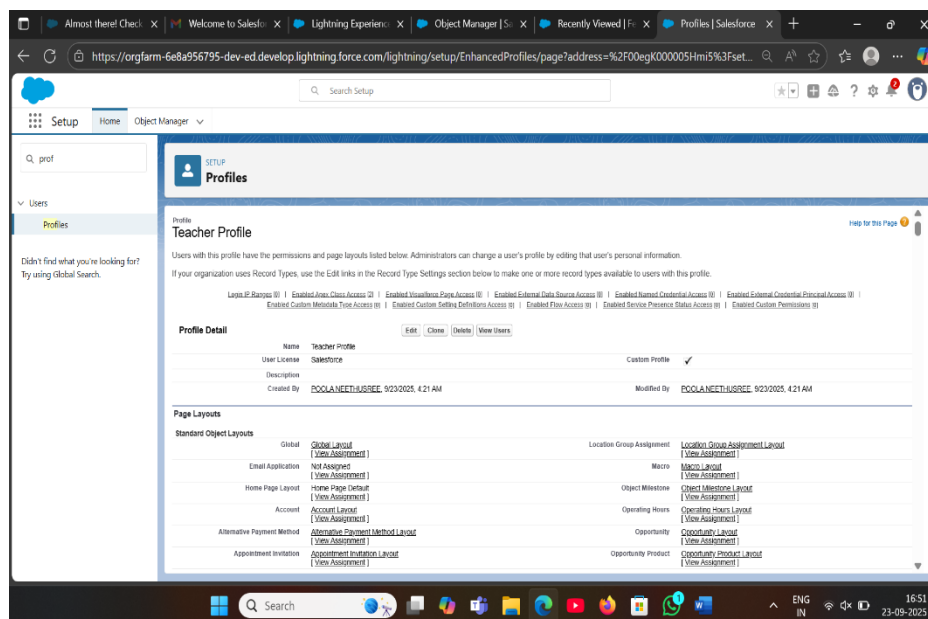 Almost there! Check
Welcome to Salesfo
Lightning Experienc
Object Manager | Sa
Recently Viewed | Fe
Profiles | Salesforce
https://orgfarm-6e8a956795-dev-ed.develop.lightning.force.com/lightning/setup/EnhancedProfiles/page?address=%2F00egK000005Hmi5%3Fset...
Search Setup
2
Setup Home Object Manager
prof
SETUP
Profiles
Users
Profiles
Didn't find what you're looking for?
Try using Global Search.
Profile
Teacher Profile
Help for this Page
Users with this profile have the permissions and page layouts listed below. Administrators can change a user's profile by editing that user's personal information.
If your organization uses Record Types, use the Edit links in the Record Type Settings section below to make one or more record types available to users with this profile.
Login IP Ranges [0] | Enabled Apex Class Access [2] | Enabled Visualforce Page Access [0] | Enabled External Data Source Access [0] | Enabled Named Credential Access [0] | Enabled External Credential Principal Access [0] |
Enabled Custom Metadata Type Access [0] | Enabled Custom Setting Definitions Access [0] | Enabled Flow Access [0] | Enabled Service Presence Status Access [0] | Enabled Custom Permissions [0]
Profile Detail Edit Clone Delete View Users
Name Teacher Profile
User License Salesforce Custom Profile ✓
Description
Created By POOLA NEETHUSREE, 9/23/2025, 4:21 AM Modified By POOLA NEETHUSREE, 9/23/2025, 4:21 AM
Page Layouts
Standard Object Layouts
Global Global Layout Location Group Assignment Location Group Assignment Layout
[ View Assignment ] [ View Assignment ]
Email Application Not Assigned Macro Macro Layout
[ View Assignment ] [ View Assignment ]
Home Page Layout Home Page Default Object Milestone Object Milestone Layout
[ View Assignment ] [ View Assignment ]
Account Account Layout Operating Hours Operating Hours Layout
[ View Assignment ] [ View Assignment ]
Alternative Payment Method Alternative Payment Method Layout Opportunity Opportunity Layout
[ View Assignment ] [ View Assignment ]
Appointment Invitation Appointment Invitation Layout Opportunity Product Opportunity Product Layout
[ View Assignment ] [ View Assignment ]
Search
1
ENG
IN
16:51
23-09-2025